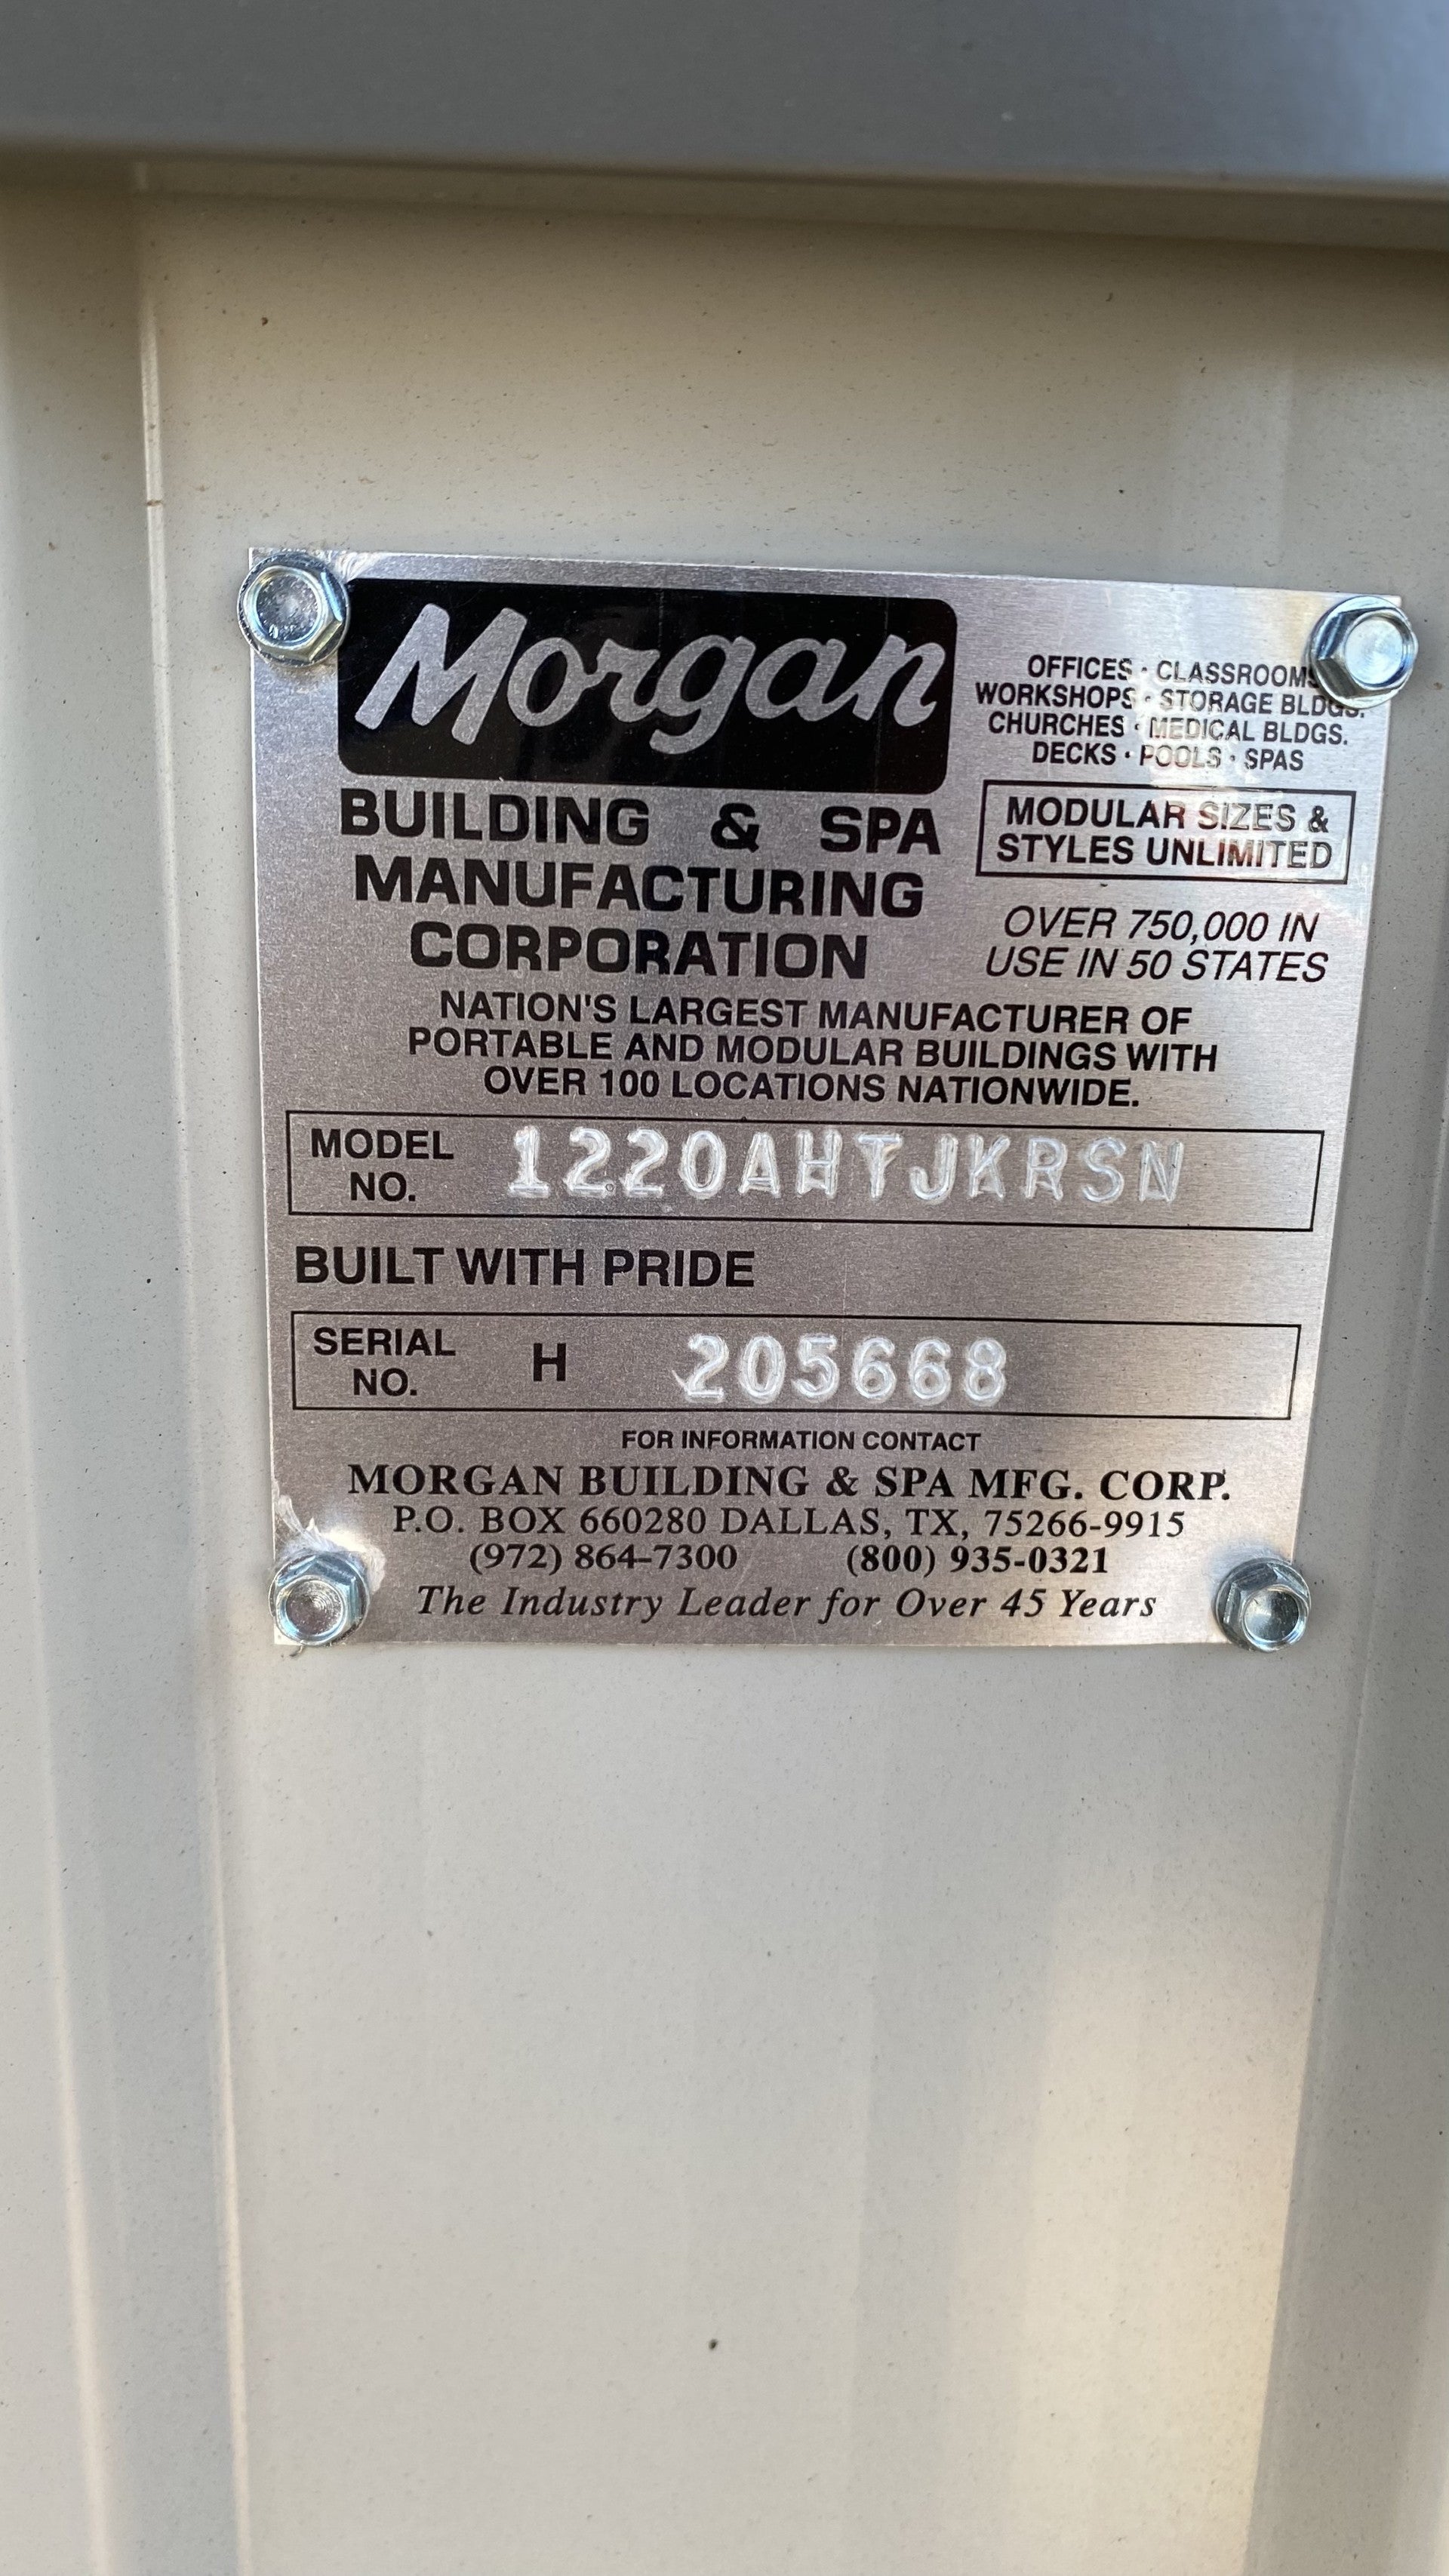 Morgan
BUILDING & SPA
MANUFACTURING
CORPORATION
OFFICES · CLASSROOMS
WORKSHOPS · STORAGE BLDGS.
CHURCHES · MEDICAL BLDGS.
DECKS · POOLS · SPAS
MODULAR SIZES &
STYLES UNLIMITED
OVER 750,000 IN
USE IN 50 STATES
NATION'S LARGEST MANUFACTURER OF
PORTABLE AND MODULAR BUILDINGS WITH
OVER 100 LOCATIONS NATIONWIDE.
MODEL NO. 1220AHTJKRSN
BUILT WITH PRIDE
SERIAL NO. H 205668
FOR INFORMATION CONTACT
MORGAN BUILDING & SPA MFG. CORP.
P.O. BOX 660280 DALLAS, TX, 75266-9915
(972) 864-7300 (800) 935-0321
The Industry Leader for Over 45 Years